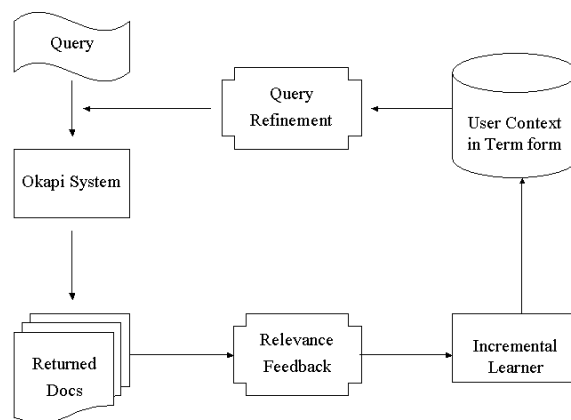 Query
Query
Refinement
User Context
in Term form
Okapi System
Returned
Docs
Relevance
Feedback
Incremental
Learner